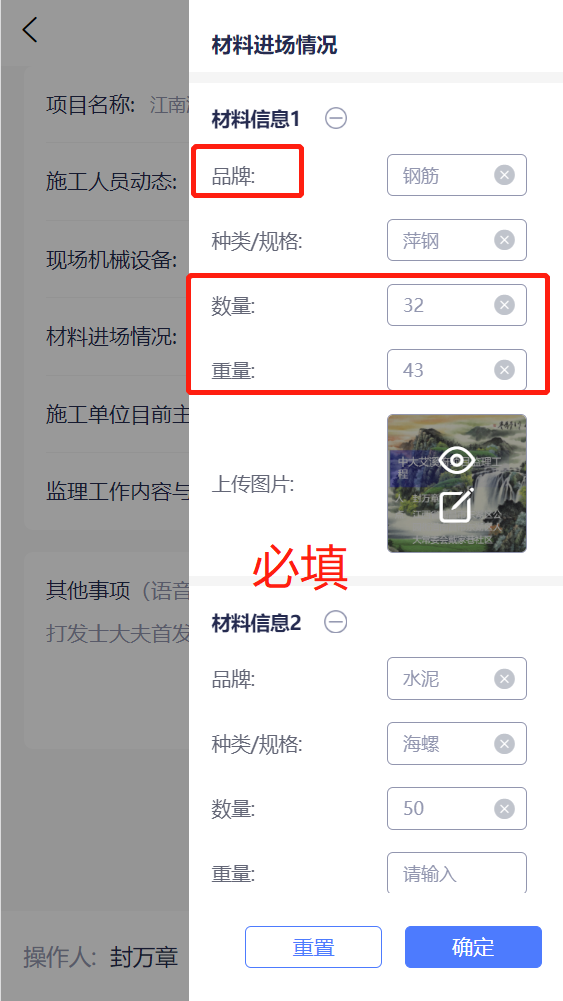 材料进场情况
项目名称: 江南
材料信息1
品牌: 钢筋
施工人员动态:
种类/规格: 萍钢
现场机械设备:
数量: 32
材料进场情况:
重量: 43
施工单位目前主
上传图片:
监理工作内容与
必填
其他事项（语音
材料信息2
打发士大夫首发
品牌: 水泥
种类/规格: 海螺
数量: 50
重量: 请输入
操作人: 封万章
重置
确定